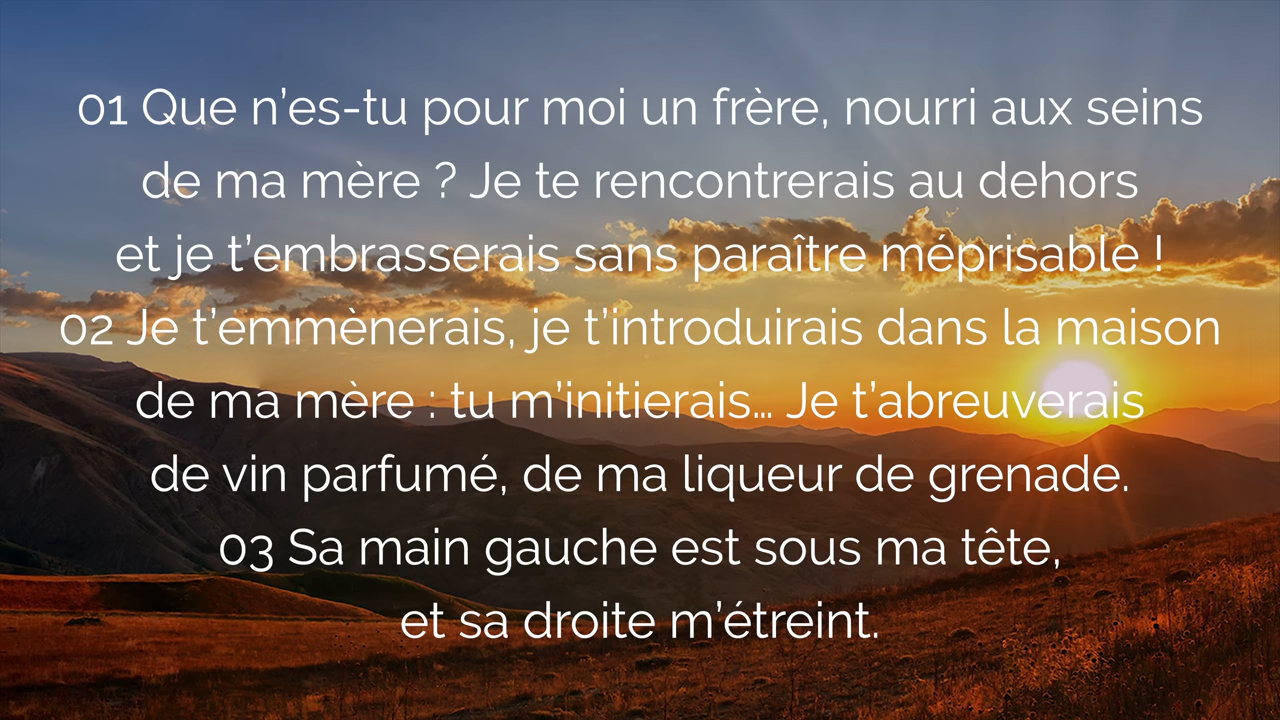 01 Que n’es-tu pour moi un frère, nourri aux seins
de ma mère ? Je te rencontrerais au dehors
et je t’embrasserais sans paraître méprisable !
02 Je t’emmènerais, je t’introduirais dans la maison
de ma mère : tu m’initierais… Je t’abreuverais
de vin parfumé, de ma liqueur de grenade.
03 Sa main gauche est sous ma tête,
et sa droite m’étreint.